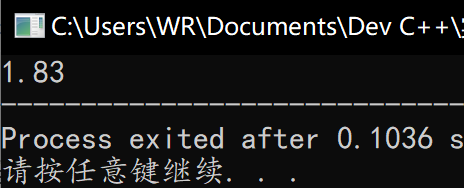 C:\Users\WR\Documents\Dev C++\
1.83
--------------------------------
Process exited after 0.1036 s
请按任意键继续. . .